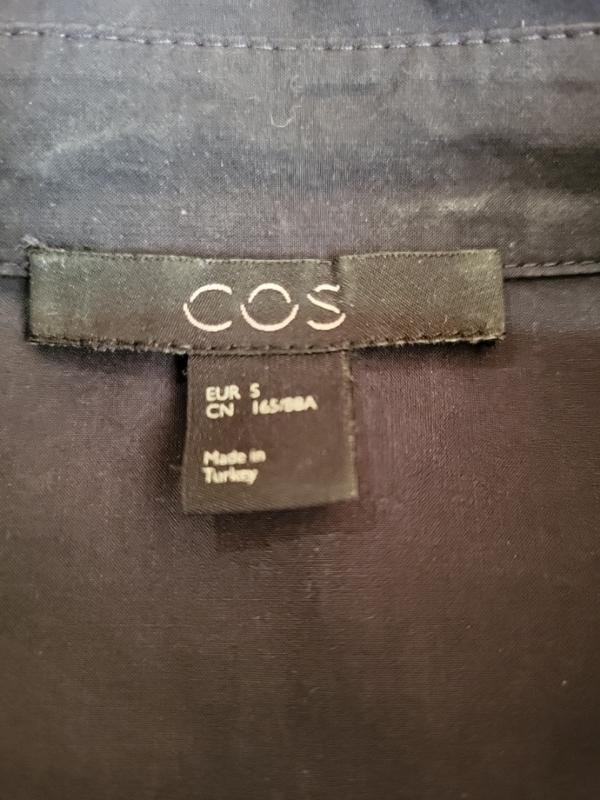 COS
EUR S
CN 165/88A
Made in
Turkey